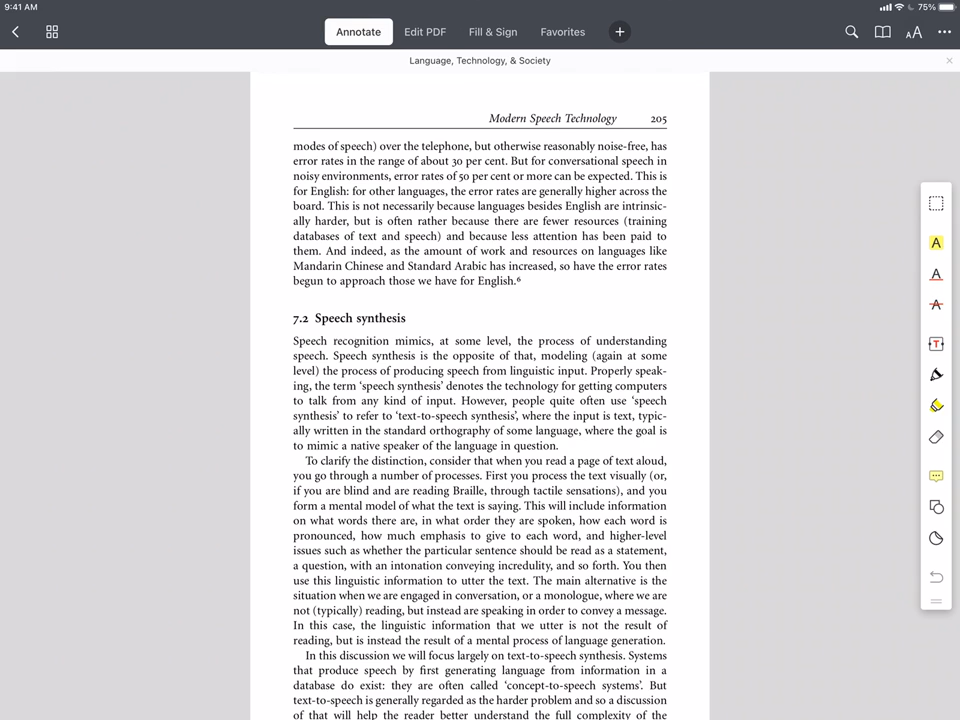 9:41 AM
75%
Annotate
Edit PDF
Fill & Sign
Favorites
AA
Language, Technology, & Society
Modern Speech Technology 205
modes of speech) over the telephone, but otherwise reasonably noise-free, has
error rates in the range of about 30 per cent. But for conversational speech in
noisy environments, error rates of 50 per cent or more can be expected. This is
for English: for other languages, the error rates are generally higher across the
board. This is not necessarily because languages besides English are intrinsic-
ally harder, but is often rather because there are fewer resources (training
databases of text and speech) and because less attention has been paid to
them. And indeed, as the amount of work and resources on languages like
Mandarin Chinese and Standard Arabic has increased, so have the error rates
begun to approach those we have for English.⁶
7.2 Speech synthesis
Speech recognition mimics, at some level, the process of understanding
speech. Speech synthesis is the opposite of that, modeling (again at some
level) the process of producing speech from linguistic input. Properly speak-
ing, the term ‘speech synthesis’ denotes the technology for getting computers
to talk from any kind of input. However, people quite often use ‘speech
synthesis’ to refer to ‘text-to-speech synthesis’, where the input is text, typic-
ally written in the standard orthography of some language, where the goal is
to mimic a native speaker of the language in question.
To clarify the distinction, consider that when you read a page of text aloud,
you go through a number of processes. First you process the text visually (or,
if you are blind and are reading Braille, through tactile sensations), and you
form a mental model of what the text is saying. This will include information
on what words there are, in what order they are spoken, how each word is
pronounced, how much emphasis to give to each word, and higher-level
issues such as whether the particular sentence should be read as a statement,
a question, with an intonation conveying incredulity, and so forth. You then
use this linguistic information to utter the text. The main alternative is the
situation when we are engaged in conversation, or a monologue, where we are
not (typically) reading, but instead are speaking in order to convey a message.
In this case, the linguistic information that we utter is not the result of
reading, but is instead the result of a mental process of language generation.
In this discussion we will focus largely on text-to-speech synthesis. Systems
that produce speech by first generating language from information in a
database do exist: they are often called ‘concept-to-speech systems’. But
text-to-speech is generally regarded as the harder problem and so a discussion
of that will help the reader better understand the full complexity of the
A
A
A
T